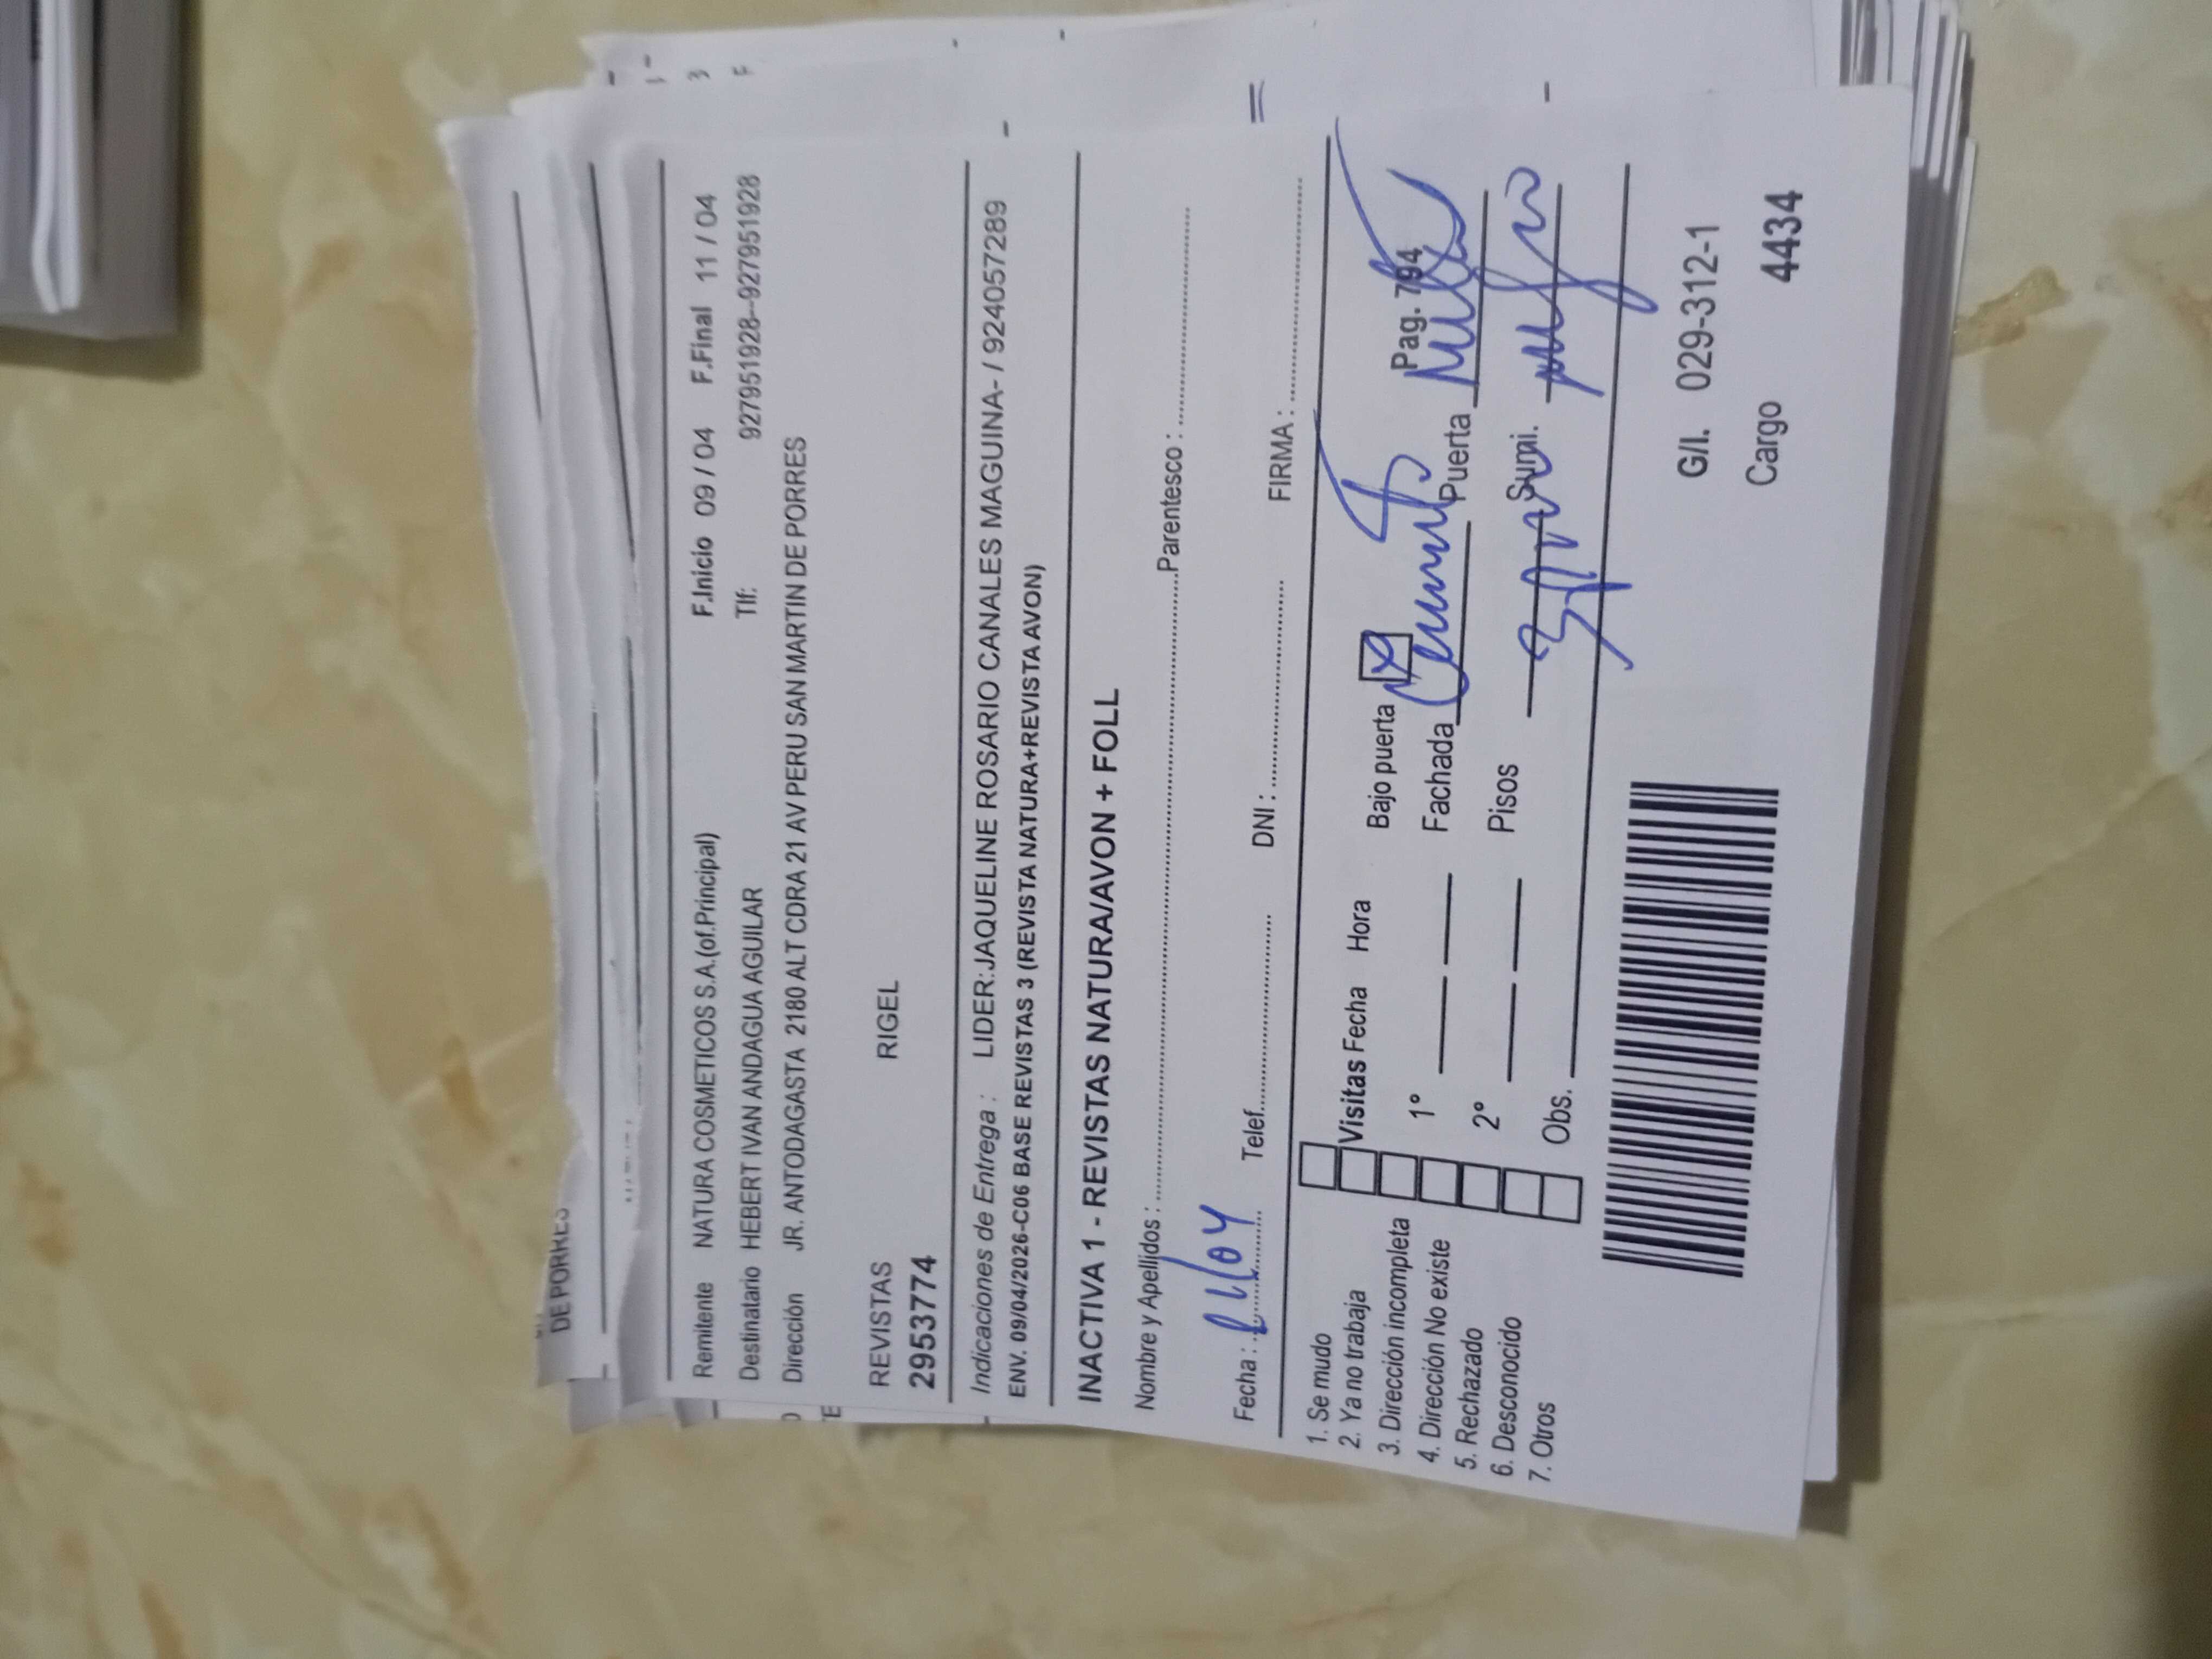 DE PORRES
Remitente NATURA COSMETICOS S.A.(of.Principal) F.Inicio 09 / 04 F.Final 11 / 04
Destinatario HEBERT IVAN ANDAGUA AGUILAR Tlf: 927951928--927951928
Dirección JR. ANTODAGASTA 2180 ALT CDRA 21 AV PERU SAN MARTIN DE PORRES
REVISTAS RIGEL
2953774
Indicaciones de Entrega : LIDER:JAQUELINE ROSARIO CANALES MAGUINA- / 924057289
ENV. 09/04/2026-C06 BASE REVISTAS 3 (REVISTA NATURA+REVISTA AVON)
INACTIVA 1 - REVISTAS NATURA/AVON + FOLL
Nombre y Apellidos : Parentesco :
Fecha : Telef. DNI : FIRMA :
1. Se mudo
2. Ya no trabaja
3. Dirección incompleta
4. Dirección No existe
5. Rechazado
6. Desconocido
7. Otros
Visitas Fecha Hora Bajo puerta Pag. 794
1° Fachada Puerta
2° Pisos Sumi.
Obs.
G/I. 029-312-1
Cargo 4434